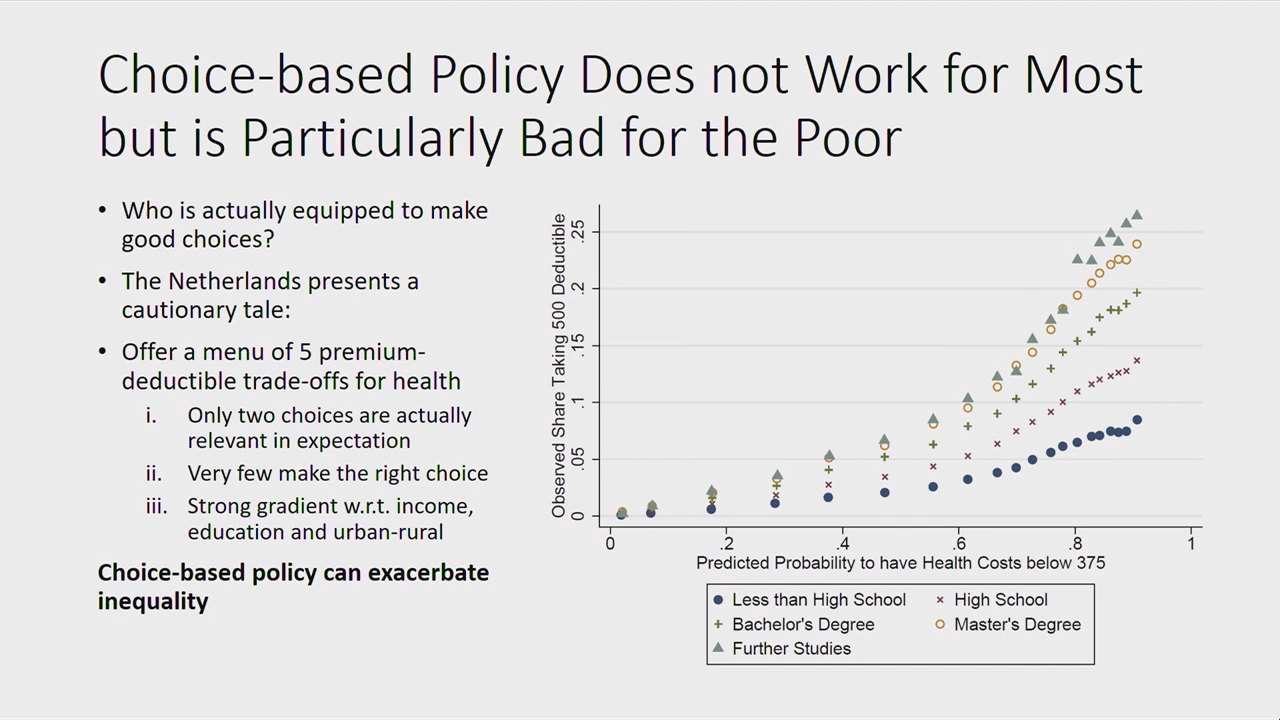 Choice-based Policy Does not Work for Most
but is Particularly Bad for the Poor
• Who is actually equipped to make
good choices?
• The Netherlands presents a
cautionary tale:
• Offer a menu of 5 premium-
deductible trade-offs for health
i. Only two choices are actually
relevant in expectation
ii. Very few make the right choice
iii. Strong gradient w.r.t. income,
education and urban-rural
Choice-based policy can exacerbate
inequality
Observed Share Taking 500 Deductible
.25
.2
.15
.1
.05
0
0 .2 .4 .6 .8 1
Predicted Probability to have Health Costs below 375
Less than High School High School
Bachelor's Degree Master's Degree
Further Studies